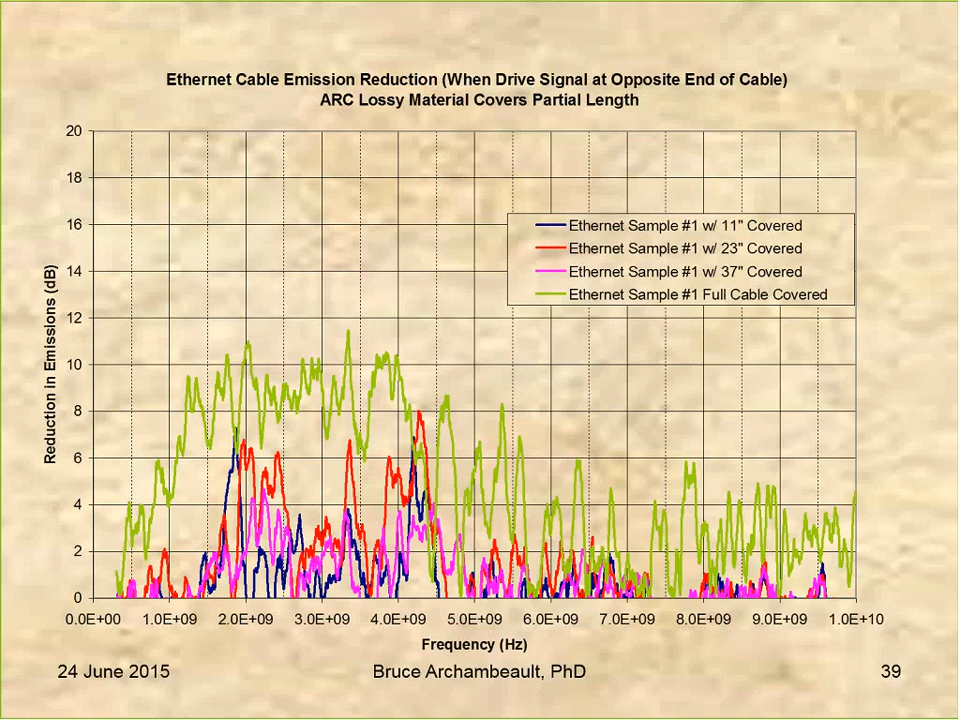 Ethernet Cable Emission Reduction (When Drive Signal at Opposite End of Cable)
ARC Lossy Material Covers Partial Length
20
18
16
14
12
10
8
6
4
2
0
Reduction in Emissions (dB)
Ethernet Sample #1 w/ 11" Covered
Ethernet Sample #1 w/ 23" Covered
Ethernet Sample #1 w/ 37" Covered
Ethernet Sample #1 Full Cable Covered
0.0E+00 1.0E+09 2.0E+09 3.0E+09 4.0E+09 5.0E+09 6.0E+09 7.0E+09 8.0E+09 9.0E+09 1.0E+10
Frequency (Hz)
24 June 2015 Bruce Archambeault, PhD 39